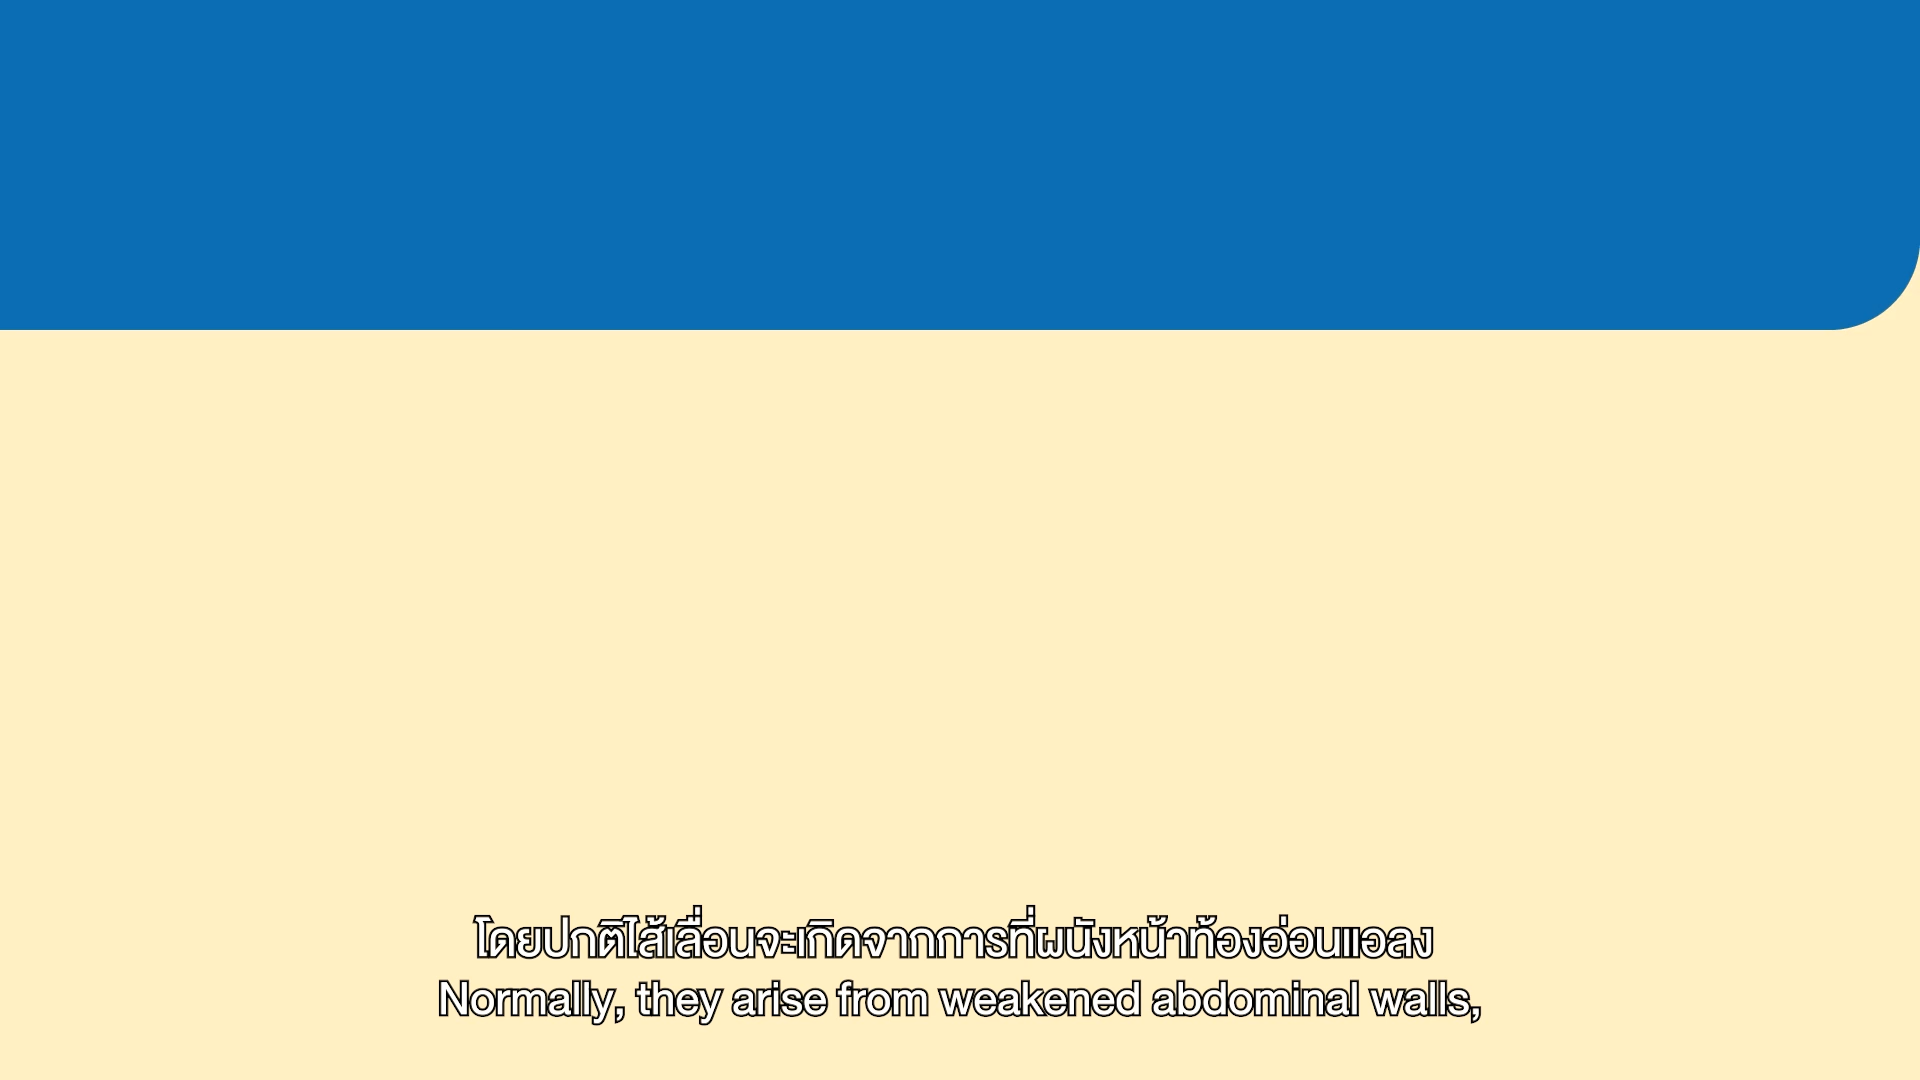 โดยปกติไส้เลื่อนจะเกิดจากการที่ผนังหน้าท้องอ่อนแอลง
Normally, they arise from weakened abdominal walls,